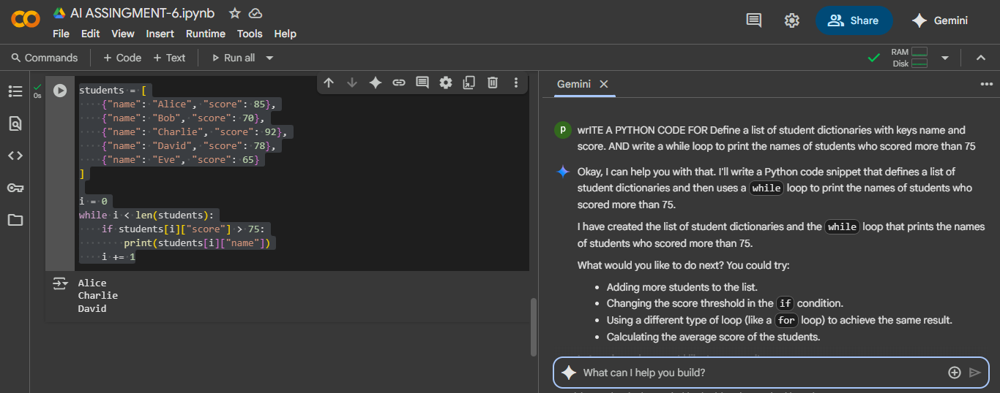 AI ASSINGMENT-6.ipynb
File Edit View Insert Runtime Tools Help
Share
Gemini
Commands + Code + Text Run all
RAM
Disk
0s
students = [
    {"name": "Alice", "score": 85},
    {"name": "Bob", "score": 70},
    {"name": "Charlie", "score": 92},
    {"name": "David", "score": 78},
    {"name": "Eve", "score": 65}
]
i = 0
while i < len(students):
    if students[i]["score"] > 75:
        print(students[i]["name"])
    i += 1
Alice
Charlie
David
Gemini
P
wrITE A PYTHON CODE FOR Define a list of student dictionaries with keys name and
score. AND write a while loop to print the names of students who scored more than 75
Okay, I can help you with that. I'll write a Python code snippet that defines a list of
student dictionaries and then uses a while loop to print the names of students who
scored more than 75.
I have created the list of student dictionaries and the while loop that prints the names
of students who scored more than 75.
What would you like to do next? You could try:
• Adding more students to the list.
• Changing the score threshold in the if condition.
• Using a different type of loop (like a for loop) to achieve the same result.
• Calculating the average score of the students.
What can I help you build?